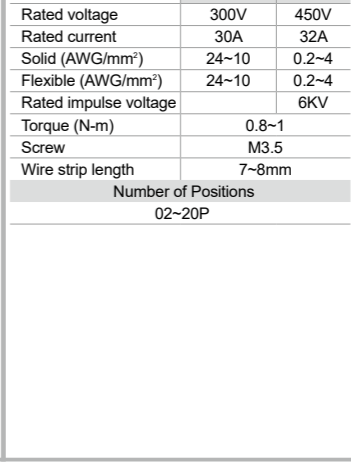 Rated voltage 300V 450V
Rated current 30A 32A
Solid (AWG/mm²) 24~10 0.2~4
Flexible (AWG/mm²) 24~10 0.2~4
Rated impulse voltage 6KV
Torque (N-m) 0.8~1
Screw M3.5
Wire strip length 7~8mm
Number of Positions
02~20P